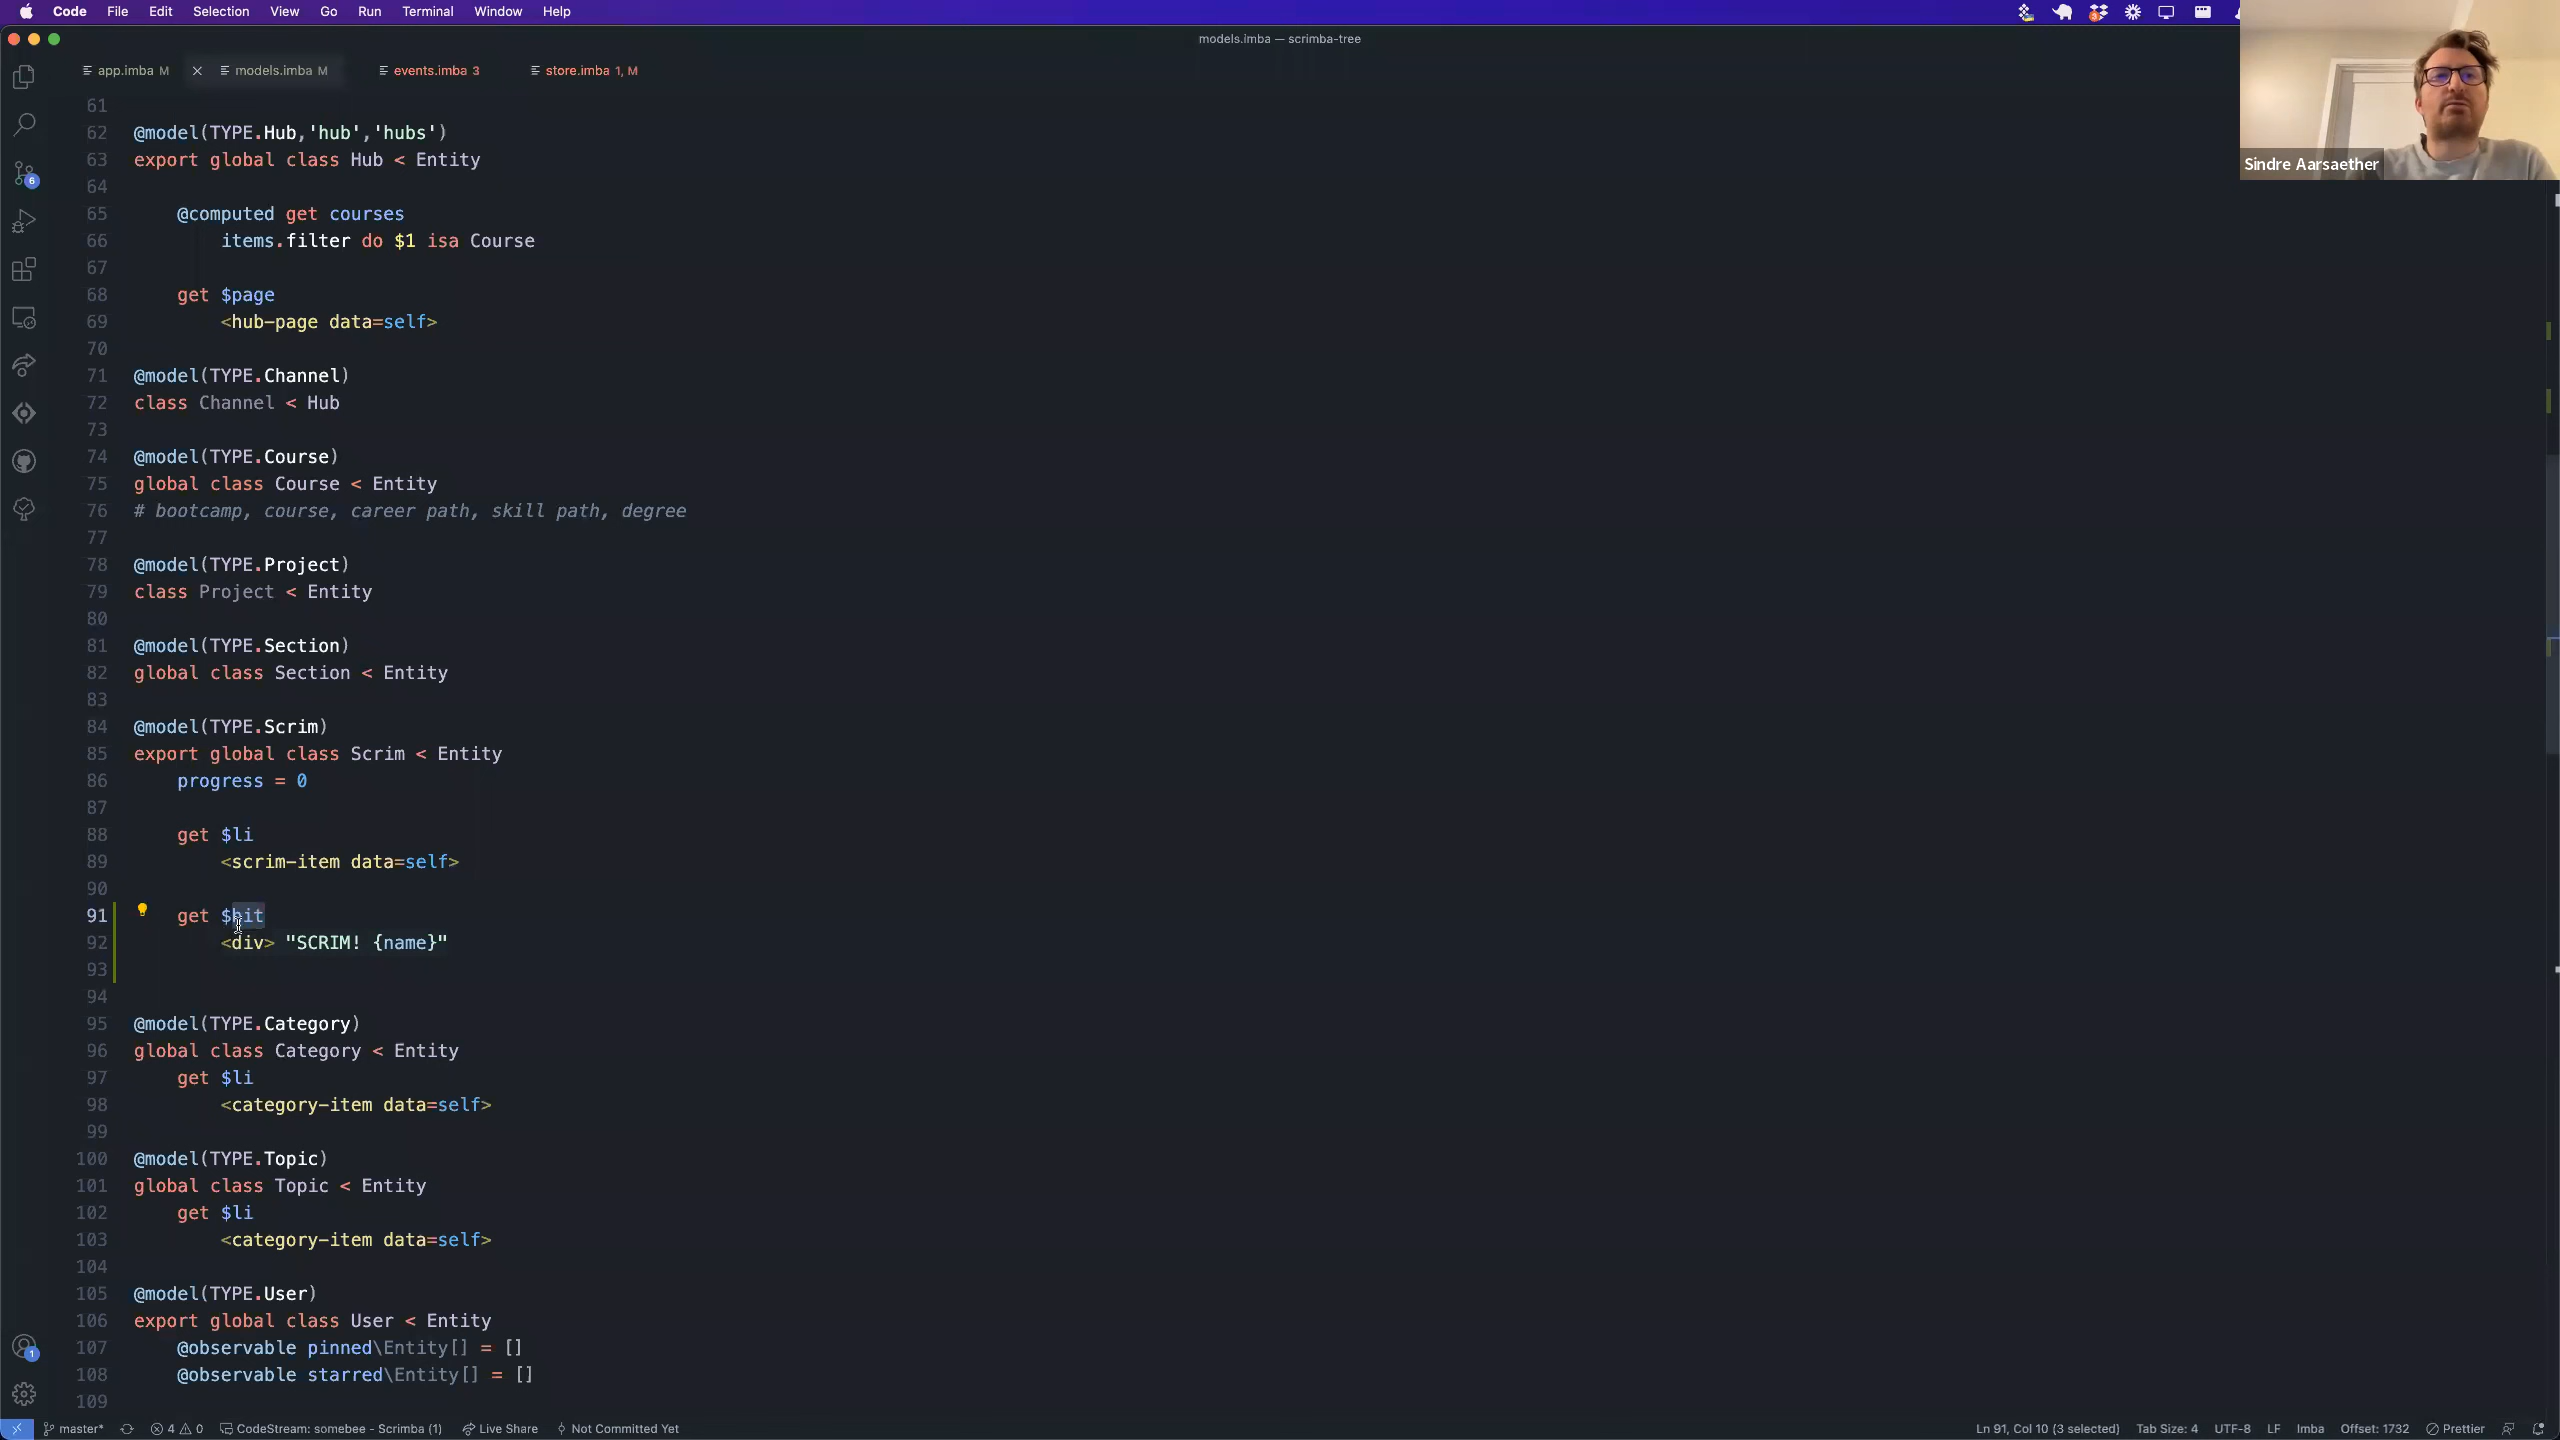 Code File Edit Selection View Go Run Terminal Window Help
models.imba — scrimba-tree
app.imba M models.imba M events.imba 3 store.imba 1, M
Sindre Aarsaether
61
62 @model(TYPE.Hub,'hub','hubs')
63 export global class Hub < Entity
64
65 @computed get courses
66 items.filter do $1 isa Course
67
68 get $page
69 <hub-page data=self>
70
71 @model(TYPE.Channel)
72 class Channel < Hub
73
74 @model(TYPE.Course)
75 global class Course < Entity
76 # bootcamp, course, career path, skill path, degree
77
78 @model(TYPE.Project)
79 class Project < Entity
80
81 @model(TYPE.Section)
82 global class Section < Entity
83
84 @model(TYPE.Scrim)
85 export global class Scrim < Entity
86 progress = 0
87
88 get $li
89 <scrim-item data=self>
90
91 get $hit
92 <div> "SCRIM! {name}"
93
94
95 @model(TYPE.Category)
96 global class Category < Entity
97 get $li
98 <category-item data=self>
99
100 @model(TYPE.Topic)
101 global class Topic < Entity
102 get $li
103 <category-item data=self>
104
105 @model(TYPE.User)
106 export global class User < Entity
107 @observable pinned\Entity[] = []
108 @observable starred\Entity[] = []
109
6
1
3
master* 4 0 CodeStream: somebee - Scrimba (1) Live Share Not Committed Yet Ln 91, Col 10 (3 selected) Tab Size: 4 UTF-8 LF Imba Offset: 1732 Prettier